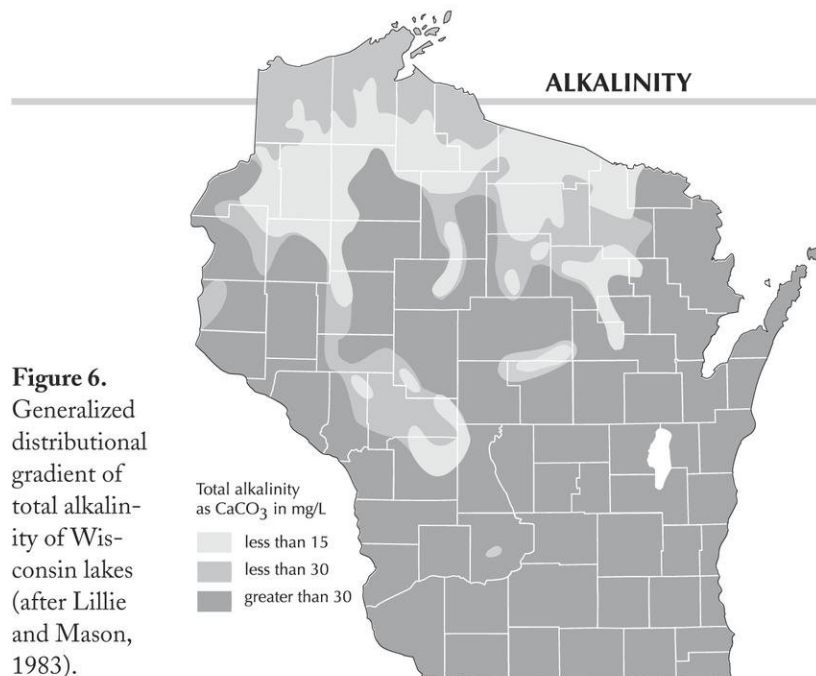 ALKALINITY
Figure 6.
Generalized
distributional
gradient of
total alkalin-
ity of Wis-
consin lakes
(after Lillie
and Mason,
1983).
Total alkalinity
as CaCO₃ in mg/L
less than 15
less than 30
greater than 30